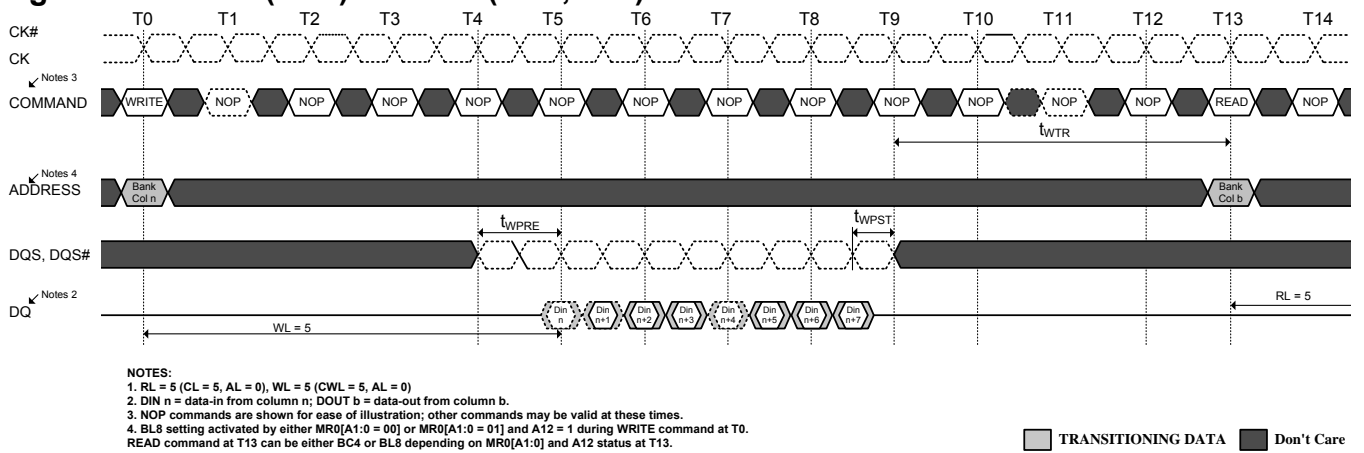 T0 T1 T2 T3 T4 T5 T6 T7 T8 T9 T10 T11 T12 T13 T14
CK#
CK
Notes 3
COMMAND WRITE NOP NOP NOP NOP NOP NOP NOP NOP NOP NOP NOP NOP READ NOP
tWTR
Notes 4
ADDRESS
Bank
Col n
Bank
Col b
tWPRE
tWPST
DQS, DQS#
Notes 2
DQ
Din
n
Din
n+1
Din
n+2
Din
n+3
Din
n+4
Din
n+5
Din
n+6
Din
n+7
RL = 5
WL = 5
NOTES:
1. RL = 5 (CL = 5, AL = 0), WL = 5 (CWL = 5, AL = 0)
2. DIN n = data-in from column n; DOUT b = data-out from column b.
3. NOP commands are shown for ease of illustration; other commands may be valid at these times.
4. BL8 setting activated by either MR0[A1:0 = 00] or MR0[A1:0 = 01] and A12 = 1 during WRITE command at T0.
READ command at T13 can be either BC4 or BL8 depending on MR0[A1:0] and A12 status at T13.
TRANSITIONING DATA
Don't Care